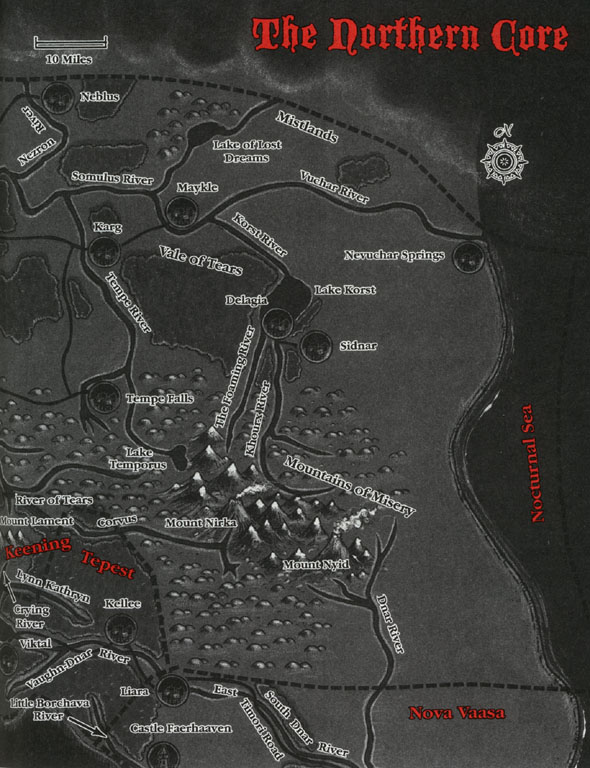 The Northern Core
10 Miles
N
Neblus
Nezron
River
Mistlands
Lake of Lost
Dreams
Somulus River
Maykle
Vuchar River
Karg
Korst River
Nevuchar Springs
Vale of Tears
Tempe River
Lake Korst
Delagia
Sidnar
The Foaming River
Khoury River
Tempe Falls
Nocturnal Sea
Lake
Temporus
Mountains of Misery
River of Tears
Mount Lament
Corvus
Mount Nirka
Keening
Tepest
Mount Nyid
Lynn Kathryn
Crying
River
Kellee
Dnar River
Viktal
Vaughn-Dnar River
Liara
East
Timori Road
South Dnar River
Nova Vaasa
Little Borchava
River
Castle Faerhaaven